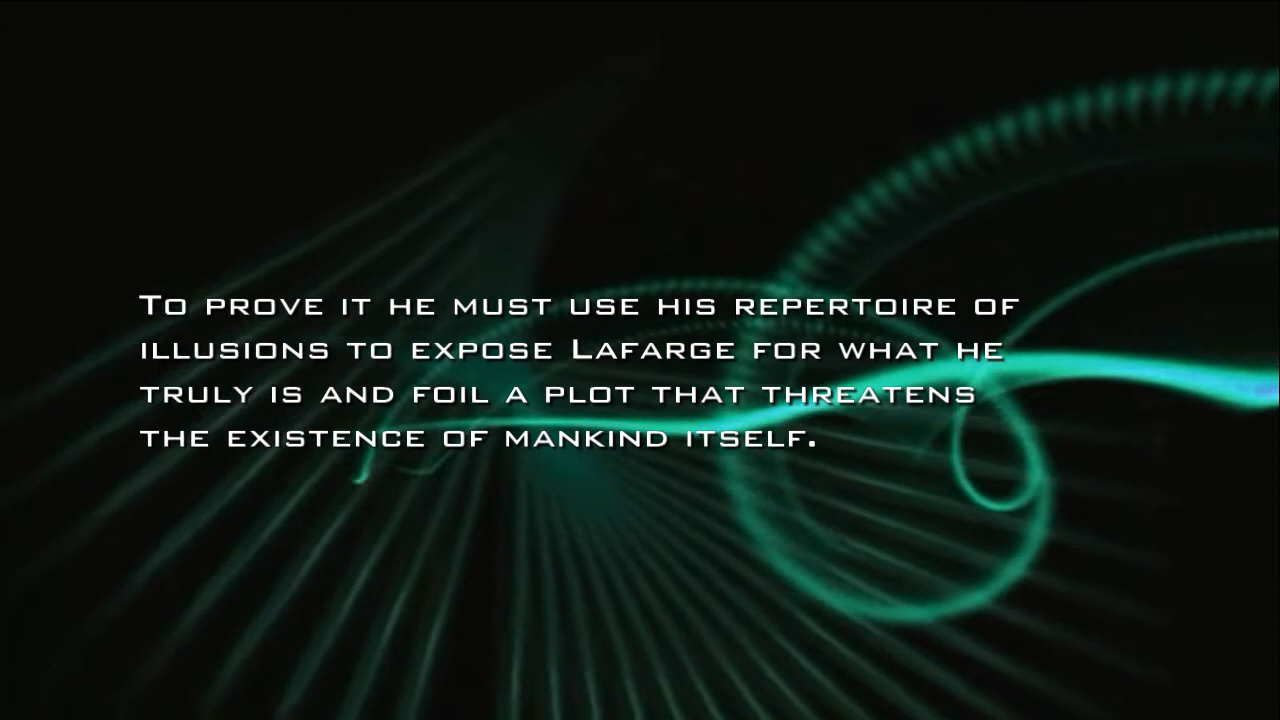 To prove it he must use his repertoire of
illusions to expose Lafarge for what he
truly is and foil a plot that threatens
the existence of mankind itself.